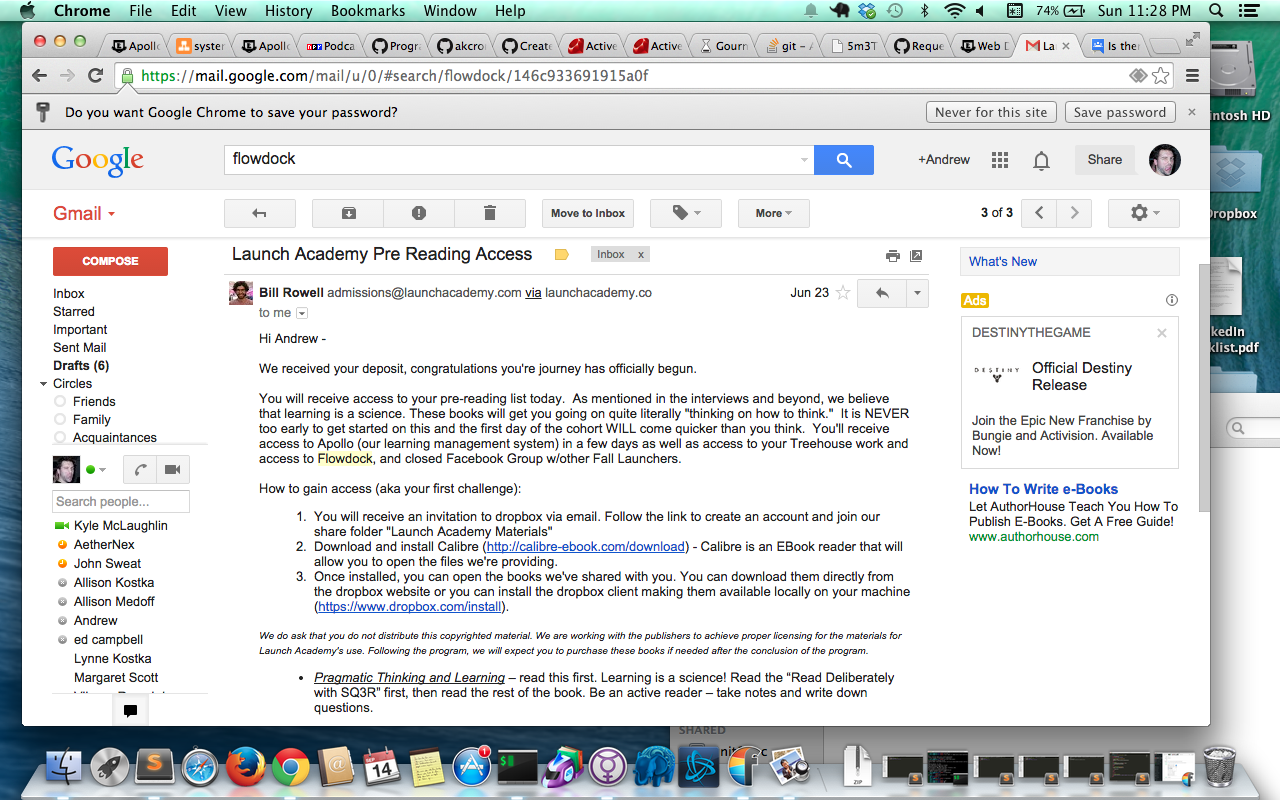 Chrome File Edit View History Bookmarks Window Help 74% Sun 11:28 PM
Apollo syster Apollo Podca Progra akcron Create Active Active Gourn git - A 5m3T Reque Web D La Is ther
https://mail.google.com/mail/u/0/#search/flowdock/146c933691915a0f
Do you want Google Chrome to save your password? Never for this site Save password
Google flowdock +Andrew Share
Gmail Move to Inbox More 3 of 3
COMPOSE
Inbox
Starred
Important
Sent Mail
Drafts (6)
Circles
Friends
Family
Acquaintances
Search people...
Kyle McLaughlin
AetherNex
John Sweat
Allison Kostka
Allison Medoff
Andrew
ed campbell
Lynne Kostka
Margaret Scott
Launch Academy Pre Reading Access Inbox x
Bill Rowell admissions@launchacademy.com via launchacademy.co Jun 23
to me
Hi Andrew -
We received your deposit, congratulations you're journey has officially begun.
You will receive access to your pre-reading list today. As mentioned in the interviews and beyond, we believe
that learning is a science. These books will get you going on quite literally "thinking on how to think." It is NEVER
too early to get started on this and the first day of the cohort WILL come quicker than you think. You'll receive
access to Apollo (our learning management system) in a few days as well as access to your Treehouse work and
access to Flowdock, and closed Facebook Group w/other Fall Launchers.
How to gain access (aka your first challenge):
1. You will receive an invitation to dropbox via email. Follow the link to create an account and join our
share folder "Launch Academy Materials"
2. Download and install Calibre (http://calibre-ebook.com/download) - Calibre is an EBook reader that will
allow you to open the files we're providing.
3. Once installed, you can open the books we've shared with you. You can download them directly from
the dropbox website or you can install the dropbox client making them available locally on your machine
(https://www.dropbox.com/install).
We do ask that you do not distribute this copyrighted material. We are working with the publishers to achieve proper licensing for the materials for
Launch Academy's use. Following the program, we will expect you to purchase these books if needed after the conclusion of the program.
• Pragmatic Thinking and Learning – read this first. Learning is a science! Read the "Read Deliberately
with SQ3R" first, then read the rest of the book. Be an active reader – take notes and write down
questions.
What's New
Ads
DESTINYTHEGAME
DESTINY
Official Destiny
Release
Join the Epic New Franchise by
Bungie and Activision. Available
Now!
How To Write e-Books
Let AuthorHouse Teach You How To
Publish E-Books. Get A Free Guide!
www.authorhouse.com
intosh HD
Dropbox
kedIn
klist.pdf
SHARED
SEP
14
1
ZIP